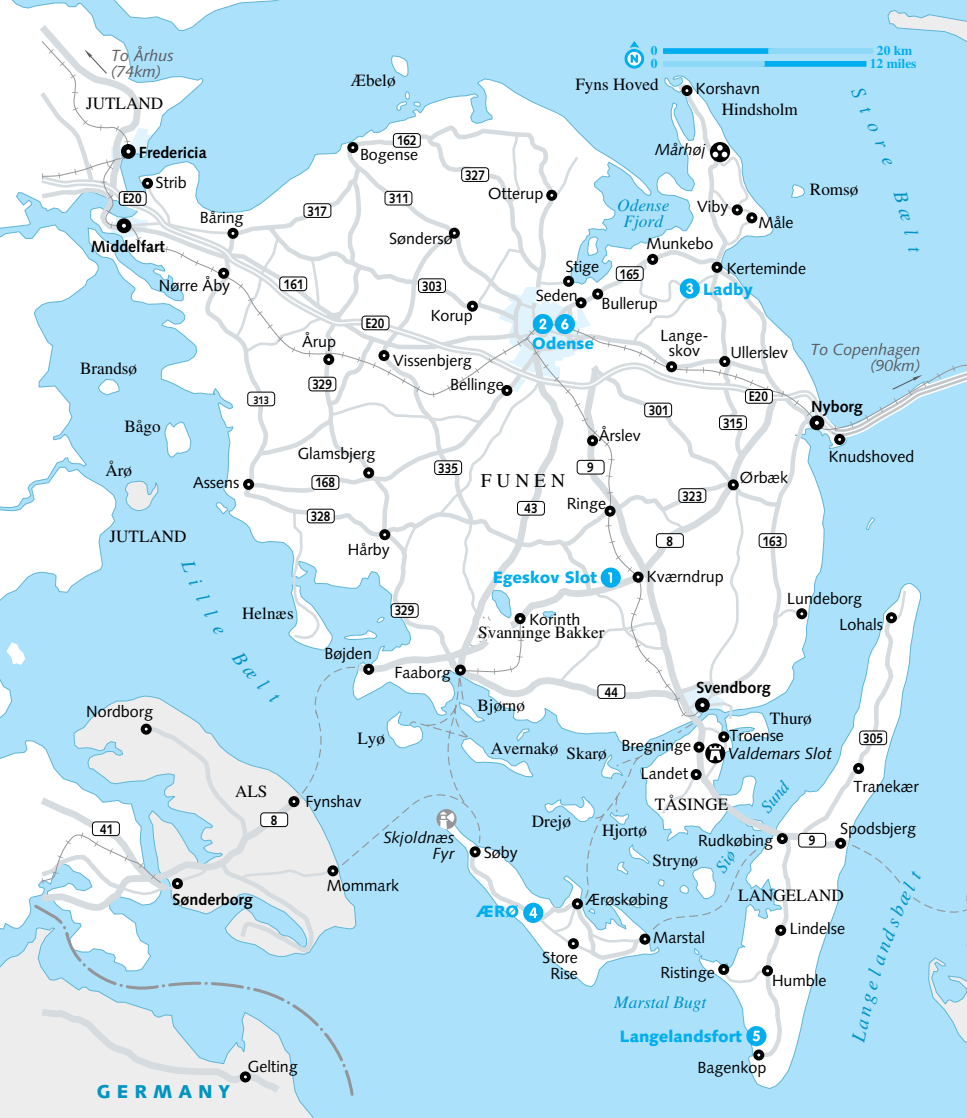 To Århus
(74km)
JUTLAND
Fredericia
Strib
E20
Middelfart
Båring
Nørre Åby
Æbelø
Bogense
162
327
311
317
Otterup
Søndersø
161
303
Korup
E20
Årup
329
Vissenbjerg
Bellinge
N
0
20 km
0
12 miles
Fyns Hoved
Korshavn
Hindsholm
Mårhøj
Store Bælt
Romsø
Viby
Måle
Odense
Fjord
Munkebo
Stige
165
Kerteminde
Seden
Bullerup
3
Ladby
2
6
Odense
Lange-
skov
Ullerslev
To Copenhagen
(90km)
E20
Nyborg
Knudshoved
Brandsø
313
Bågo
Årø
Assens
JUTLAND
Glamsbjerg
168
328
Hårby
335
FUNEN
43
301
315
Årslev
9
Ringe
323
Ørbæk
8
163
Egeskov Slot
1
Kværndrup
Lille Bælt
Helnæs
329
Korinth
Svanninge Bakker
Lundeborg
Lohals
Bøjden
Faaborg
44
Svendborg
Bjørnø
Thurø
Lyø
Avernakø
Skarø
Bregninge
Troense
Valdemars Slot
Landet
TÅSINGE
305
Tranekær
Nordborg
ALS
8
Fynshav
41
Sønderborg
Mommark
Skjoldnæs
Fyr
Søby
Drejø
Hjortø
Strynø
Siø
Sund
Rudkøbing
9
Spodsbjerg
LANGELAND
Langelandsbælt
ÆRØ
4
Ærøskøbing
Store
Rise
Marstal
Lindelse
Ristinge
Humble
Marstal Bugt
Langelandsfort
5
Bagenkop
Gelting
GERMANY